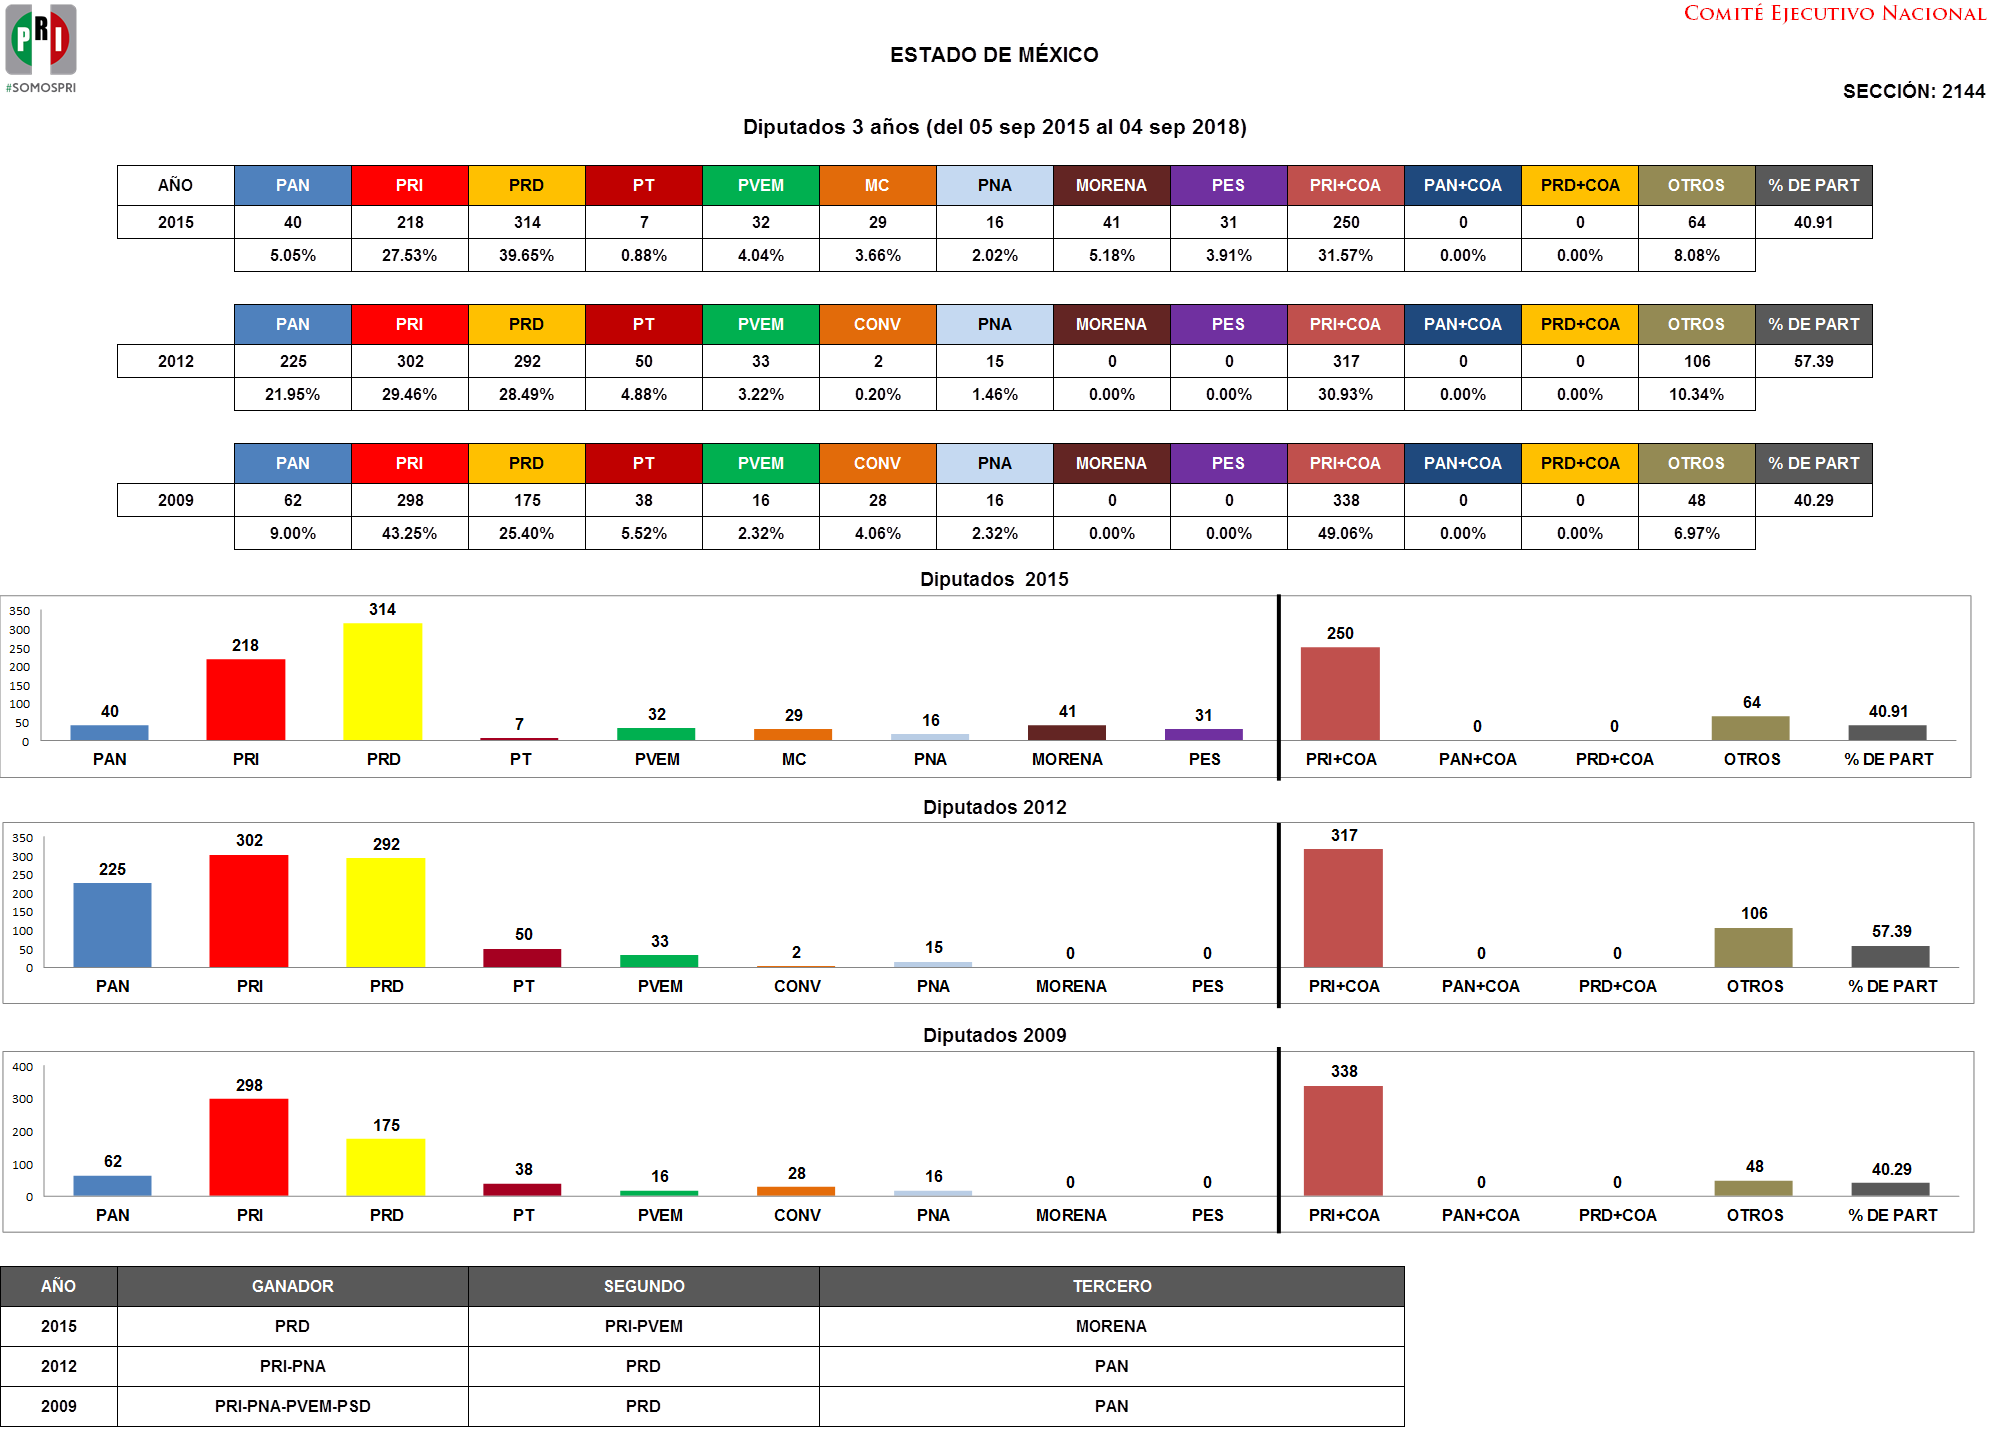 PRI
#SOMOSPRI
COMITÉ EJECUTIVO NACIONAL
ESTADO DE MÉXICO
SECCIÓN: 2144
Diputados 3 años (del 05 sep 2015 al 04 sep 2018)
AÑO PAN PRI PRD PT PVEM MC PNA MORENA PES PRI+COA PAN+COA PRD+COA OTROS % DE PART
2015 40 218 314 7 32 29 16 41 31 250 0 0 64 40.91
5.05% 27.53% 39.65% 0.88% 4.04% 3.66% 2.02% 5.18% 3.91% 31.57% 0.00% 0.00% 8.08%
PAN PRI PRD PT PVEM CONV PNA MORENA PES PRI+COA PAN+COA PRD+COA OTROS % DE PART
2012 225 302 292 50 33 2 15 0 0 317 0 0 106 57.39
21.95% 29.46% 28.49% 4.88% 3.22% 0.20% 1.46% 0.00% 0.00% 30.93% 0.00% 0.00% 10.34%
PAN PRI PRD PT PVEM CONV PNA MORENA PES PRI+COA PAN+COA PRD+COA OTROS % DE PART
2009 62 298 175 38 16 28 16 0 0 338 0 0 48 40.29
9.00% 43.25% 25.40% 5.52% 2.32% 4.06% 2.32% 0.00% 0.00% 49.06% 0.00% 0.00% 6.97%
Diputados 2015
350
300
250
200
150
100
50
0
40 218 314 7 32 29 16 41 31 250 0 0 64 40.91
PAN PRI PRD PT PVEM MC PNA MORENA PES PRI+COA PAN+COA PRD+COA OTROS % DE PART
Diputados 2012
350
300
250
200
150
100
50
0
225 302 292 50 33 2 15 0 0 317 0 0 106 57.39
PAN PRI PRD PT PVEM CONV PNA MORENA PES PRI+COA PAN+COA PRD+COA OTROS % DE PART
Diputados 2009
400
300
200
100
0
62 298 175 38 16 28 16 0 0 338 0 0 48 40.29
PAN PRI PRD PT PVEM CONV PNA MORENA PES PRI+COA PAN+COA PRD+COA OTROS % DE PART
AÑO GANADOR SEGUNDO TERCERO
2015 PRD PRI-PVEM MORENA
2012 PRI-PNA PRD PAN
2009 PRI-PNA-PVEM-PSD PRD PAN